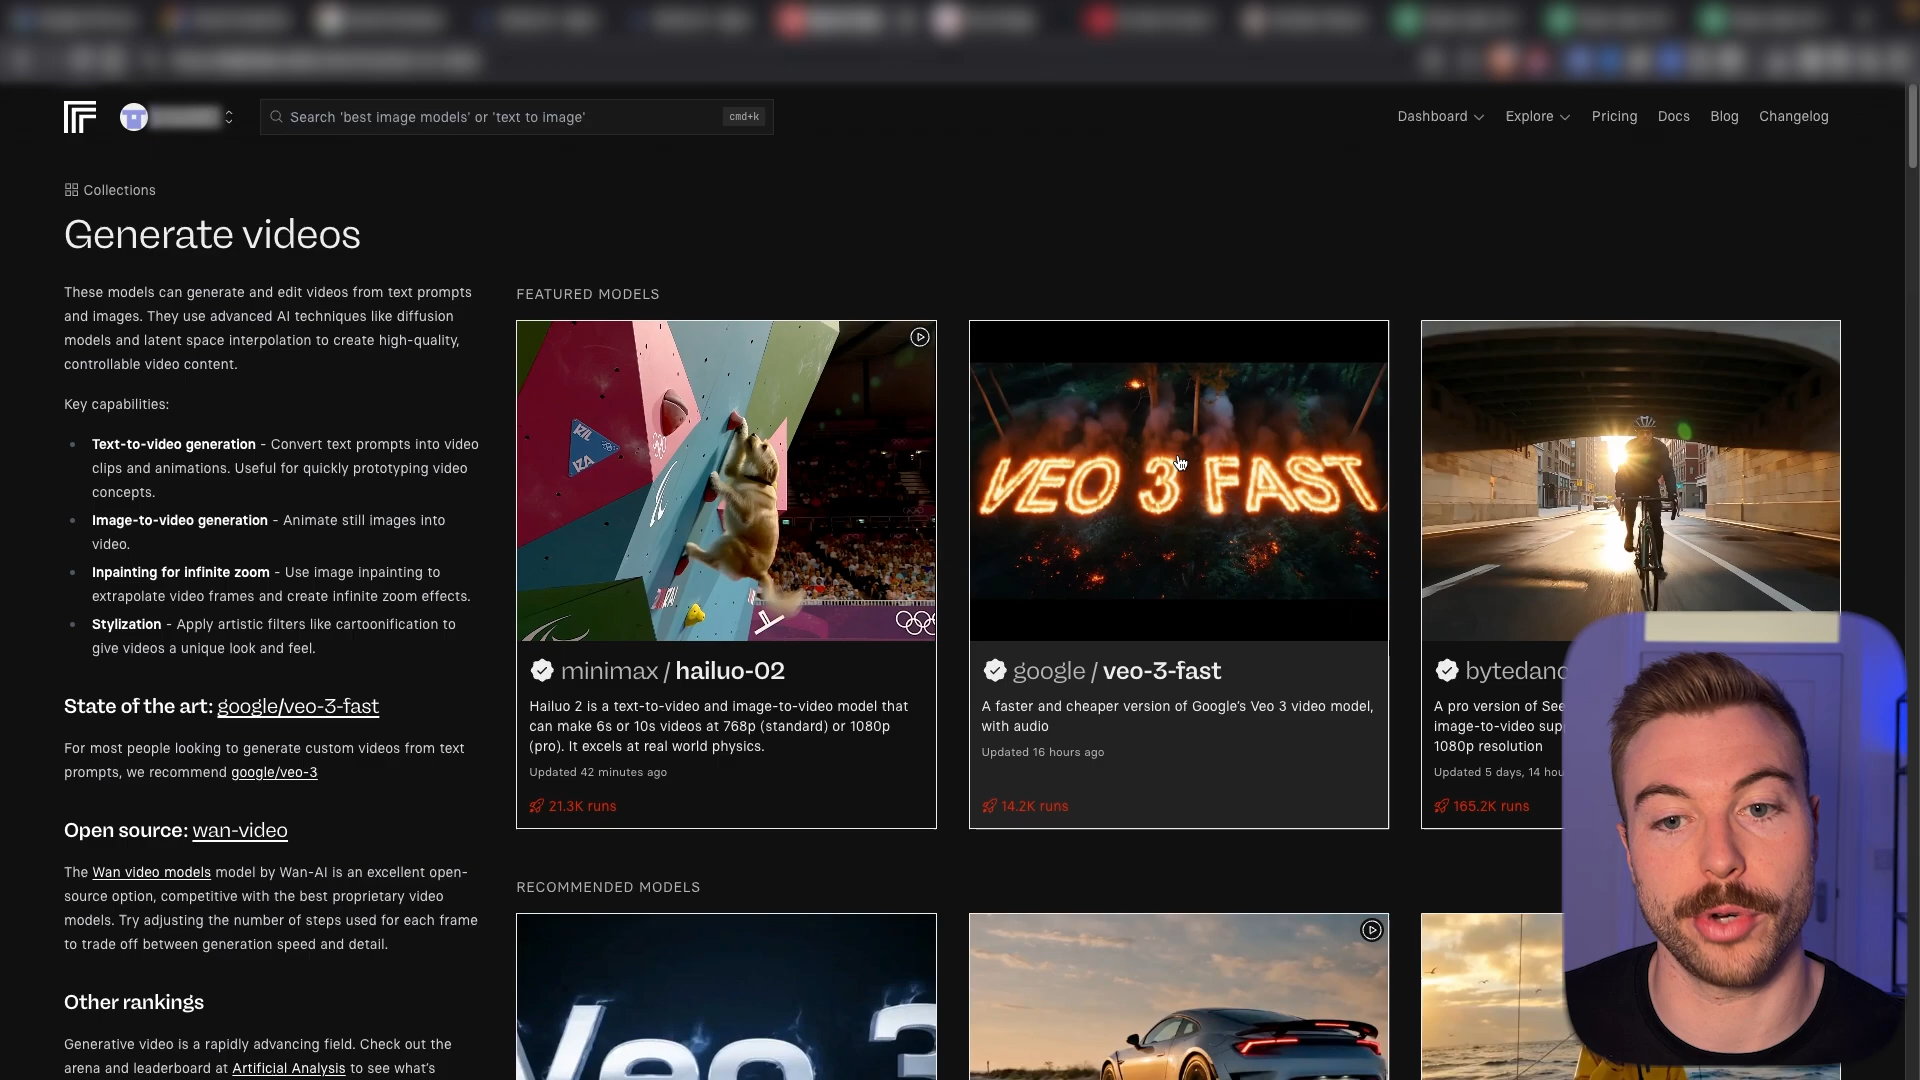 Search 'best image models' or 'text to image'
cmd+k
Dashboard
Explore
Pricing
Docs
Blog
Changelog
Collections
Generate videos
These models can generate and edit videos from text prompts
and images. They use advanced AI techniques like diffusion
models and latent space interpolation to create high-quality,
controllable video content.
Key capabilities:
Text-to-video generation - Convert text prompts into video
clips and animations. Useful for quickly prototyping video
concepts.
Image-to-video generation - Animate still images into
video.
Inpainting for infinite zoom - Use image inpainting to
extrapolate video frames and create infinite zoom effects.
Stylization - Apply artistic filters like cartoonification to
give videos a unique look and feel.
State of the art: google/veo-3-fast
For most people looking to generate custom videos from text
prompts, we recommend google/veo-3
Open source: wan-video
The Wan video models model by Wan-AI is an excellent open-
source option, competitive with the best proprietary video
models. Try adjusting the number of steps used for each frame
to trade off between generation speed and detail.
Other rankings
Generative video is a rapidly advancing field. Check out the
arena and leaderboard at Artificial Analysis to see what's
FEATURED MODELS
minimax / hailuo-02
Hailuo 2 is a text-to-video and image-to-video model that
can make 6s or 10s videos at 768p (standard) or 1080p
(pro). It excels at real world physics.
Updated 42 minutes ago
21.3K runs
VEO 3 FAST
google / veo-3-fast
A faster and cheaper version of Google's Veo 3 video model,
with audio
Updated 16 hours ago
14.2K runs
bytedanc
A pro version of See
image-to-video sup
1080p resolution
Updated 5 days, 14 hou
165.2K runs
RECOMMENDED MODELS
Veo 3